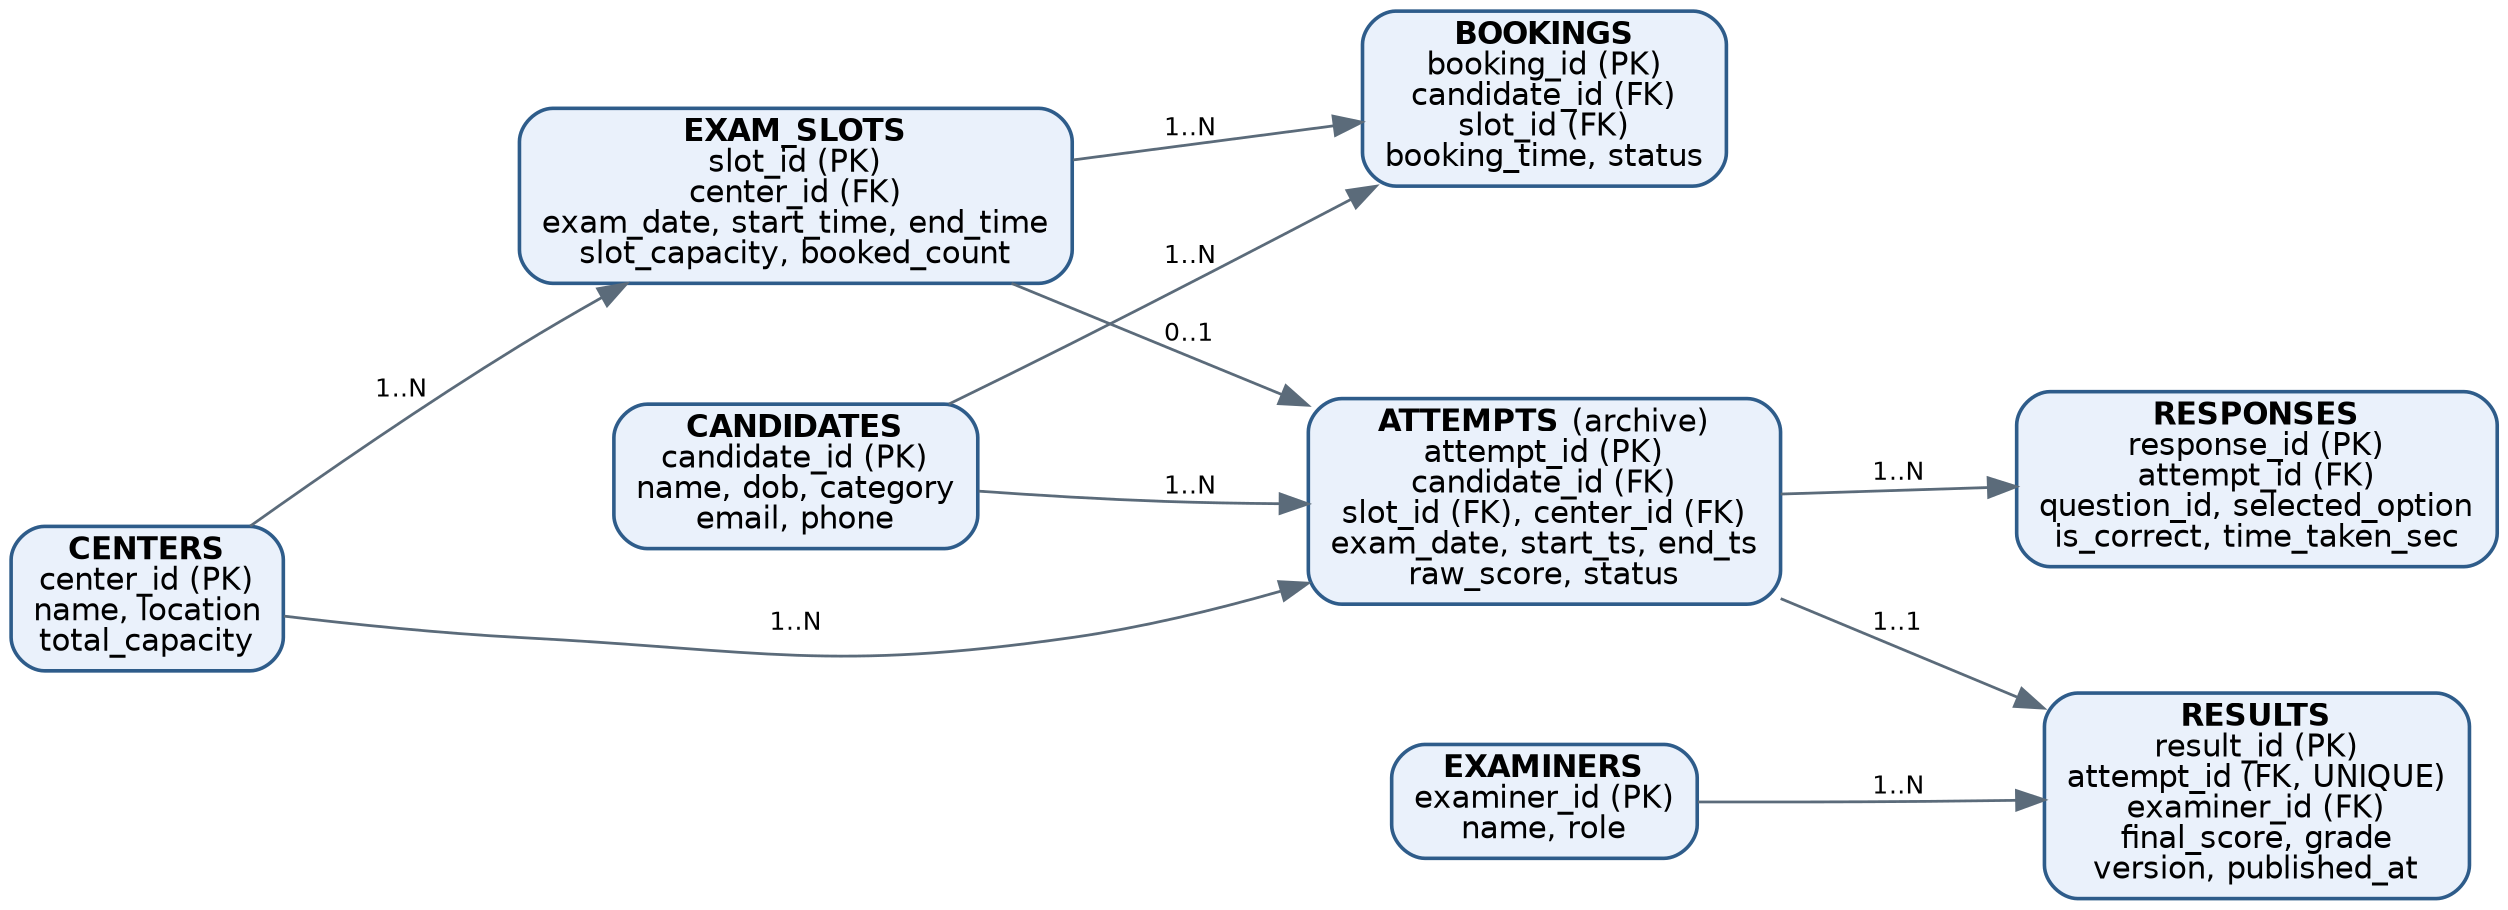 BOOKINGS
booking_id (PK)
candidate_id (FK)
slot_id (FK)
booking_time, status
EXAM_SLOTS
slot_id (PK)
center_id (FK)
exam_date, start_time, end_time
slot_capacity, booked_count
1..N
1..N
0..1
1..N
CANDIDATES
candidate_id (PK)
name, dob, category
email, phone
1..N
ATTEMPTS (archive)
attempt_id (PK)
candidate_id (FK)
slot_id (FK), center_id (FK)
exam_date, start_ts, end_ts
raw_score, status
1..N
RESPONSES
response_id (PK)
attempt_id (FK)
question_id, selected_option
is_correct, time_taken_sec
CENTERS
center_id (PK)
name, location
total_capacity
1..N
1..1
EXAMINERS
examiner_id (PK)
name, role
1..N
RESULTS
result_id (PK)
attempt_id (FK, UNIQUE)
examiner_id (FK)
final_score, grade
version, published_at